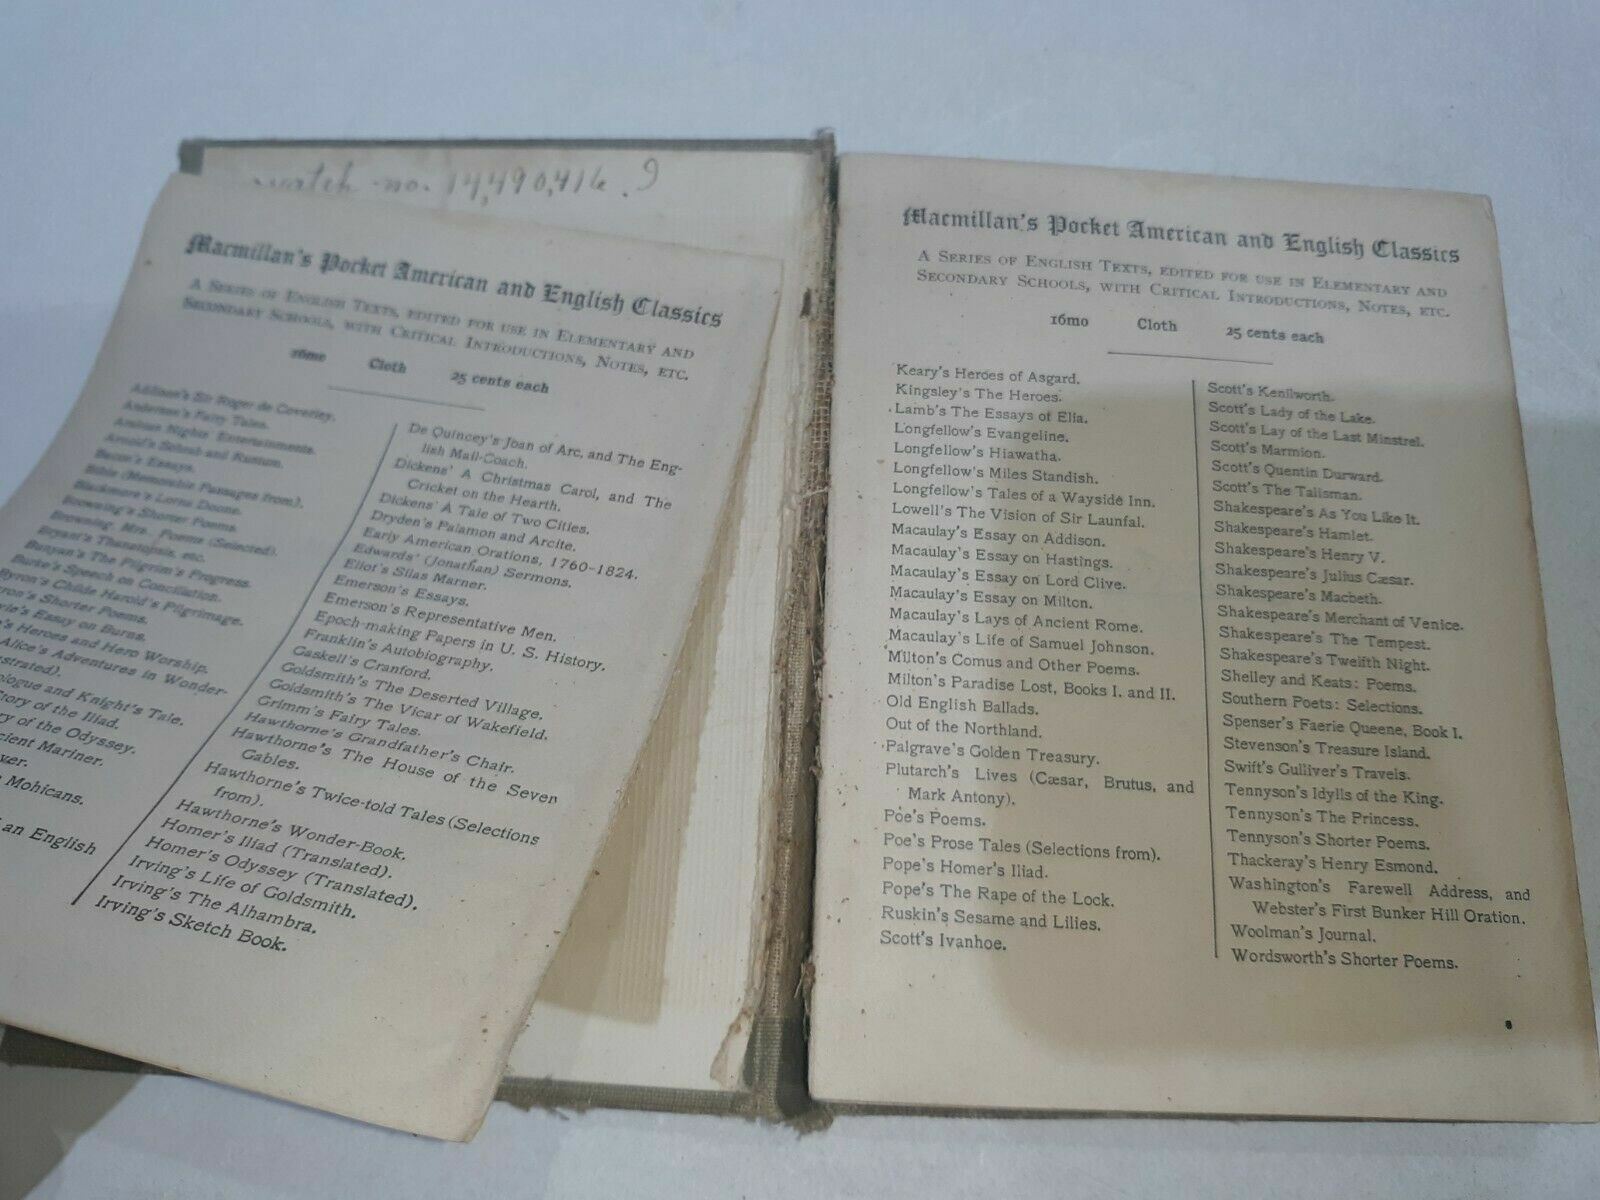 watch no. 14,490,416.
Macmillan's Pocket American and English Classics
A Series of English Texts, edited for use in Elementary and
Secondary Schools, with Critical Introductions, Notes, etc.
16mo Cloth 25 cents each
Addison's Sir Roger de Coverley.
Andersen's Fairy Tales.
Arabian Nights' Entertainments.
Arnold's Sohrab and Rustum.
Bacon's Essays.
Bible (Memorable Passages from).
Blackmore's Lorna Doone.
Browning's Shorter Poems.
Browning, Mrs., Poems (Selected).
Bryant's Thanatopsis, etc.
Bunyan's The Pilgrim's Progress.
Burke's Speech on Conciliation.
Byron's Childe Harold's Pilgrimage.
Shorter Poems.
Essay on Burns.
Heroes and Hero Worship.
Alice's Adventures in Wonder-
and Knight's Tale.
of the Iliad.
of the Odyssey.
Mariner.
Mohicans.
an English
De Quincey's Joan of Arc, and The Eng-
lish Mail-Coach.
Dickens' A Christmas Carol, and The
Cricket on the Hearth.
Dickens' A Tale of Two Cities.
Dryden's Palamon and Arcite.
Early American Orations, 1760-1824.
Edwards' (Jonathan) Sermons.
Eliot's Silas Marner.
Emerson's Essays.
Emerson's Representative Men.
Epoch-making Papers in U. S. History.
Franklin's Autobiography.
Gaskell's Cranford.
Goldsmith's The Deserted Village.
Goldsmith's The Vicar of Wakefield.
Grimm's Fairy Tales.
Hawthorne's Grandfather's Chair.
Hawthorne's The House of the Seven
Gables.
Hawthorne's Twice-told Tales (Selections
from).
Hawthorne's Wonder-Book.
Homer's Iliad (Translated).
Homer's Odyssey (Translated).
Irving's Life of Goldsmith.
Irving's The Alhambra.
Irving's Sketch Book.
Macmillan's Pocket American and English Classics
A Series of English Texts, edited for use in Elementary and
Secondary Schools, with Critical Introductions, Notes, etc.
16mo Cloth 25 cents each
Keary's Heroes of Asgard.
Kingsley's The Heroes.
Lamb's The Essays of Elia.
Longfellow's Evangeline.
Longfellow's Hiawatha.
Longfellow's Miles Standish.
Longfellow's Tales of a Wayside Inn.
Lowell's The Vision of Sir Launfal.
Macaulay's Essay on Addison.
Macaulay's Essay on Hastings.
Macaulay's Essay on Lord Clive.
Macaulay's Essay on Milton.
Macaulay's Lays of Ancient Rome.
Macaulay's Life of Samuel Johnson.
Milton's Comus and Other Poems.
Milton's Paradise Lost, Books I. and II.
Old English Ballads.
Out of the Northland.
Palgrave's Golden Treasury.
Plutarch's Lives (Cæsar, Brutus, and
Mark Antony).
Poe's Poems.
Poe's Prose Tales (Selections from).
Pope's Homer's Iliad.
Pope's The Rape of the Lock.
Ruskin's Sesame and Lilies.
Scott's Ivanhoe.
Scott's Kenilworth.
Scott's Lady of the Lake.
Scott's Lay of the Last Minstrel.
Scott's Marmion.
Scott's Quentin Durward.
Scott's The Talisman.
Shakespeare's As You Like It.
Shakespeare's Hamlet.
Shakespeare's Henry V.
Shakespeare's Julius Cæsar.
Shakespeare's Macbeth.
Shakespeare's Merchant of Venice.
Shakespeare's The Tempest.
Shakespeare's Twelfth Night.
Shelley and Keats: Poems.
Southern Poets: Selections.
Spenser's Faerie Queene, Book I.
Stevenson's Treasure Island.
Swift's Gulliver's Travels.
Tennyson's Idylls of the King.
Tennyson's The Princess.
Tennyson's Shorter Poems.
Thackeray's Henry Esmond.
Washington's Farewell Address, and
Webster's First Bunker Hill Oration.
Woolman's Journal.
Wordsworth's Shorter Poems.